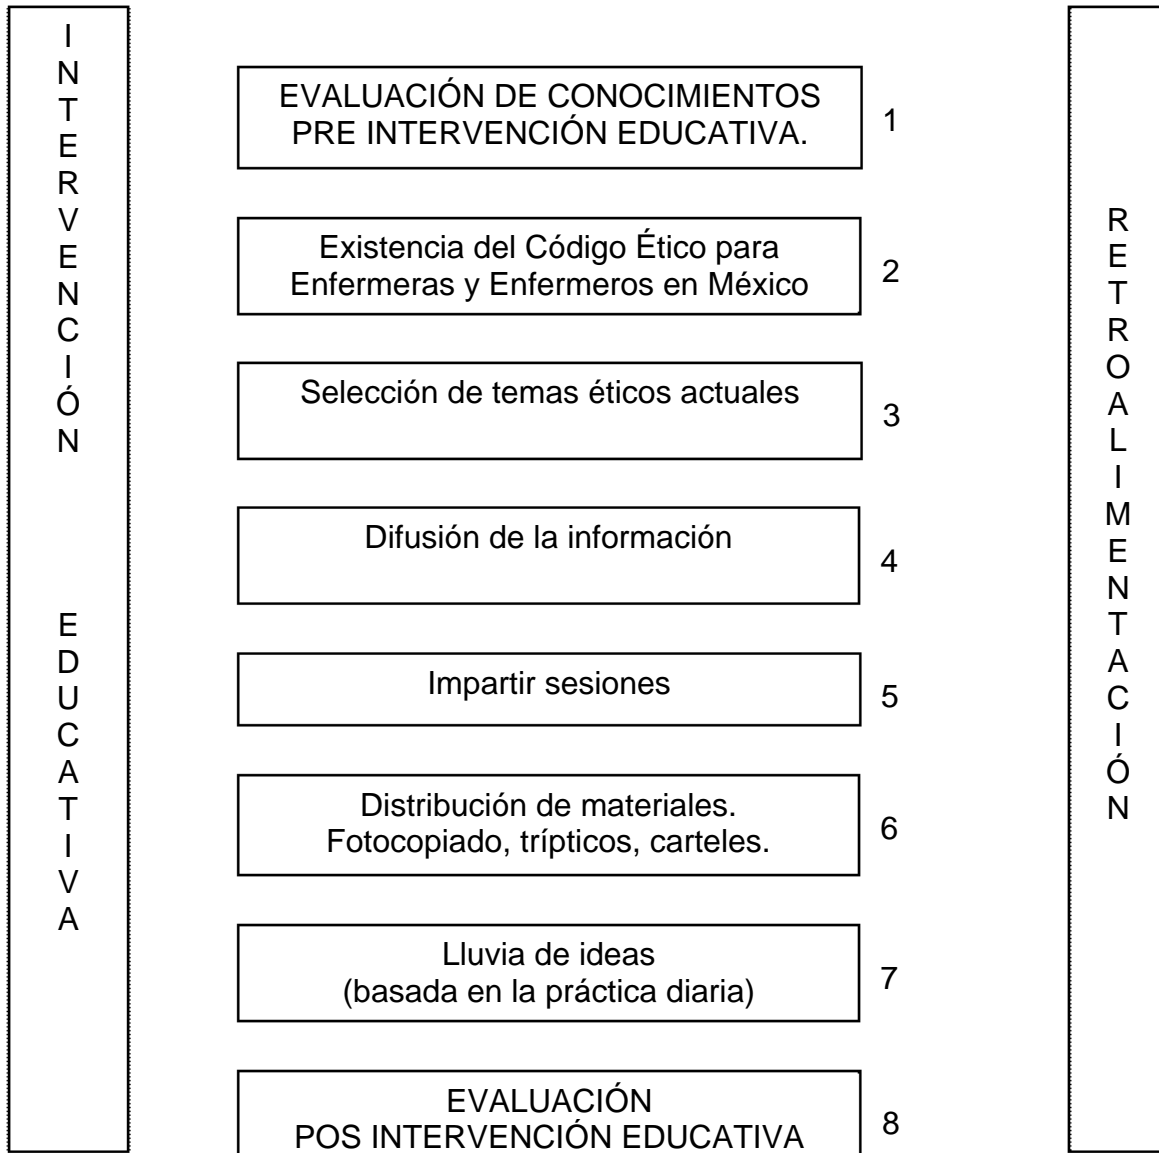 INTERVENCIÓN EDUCATIVA
EVALUACIÓN DE CONOCIMIENTOS
PRE INTERVENCIÓN EDUCATIVA.
1
Existencia del Código Ético para
Enfermeras y Enfermeros en México
2
Selección de temas éticos actuales
3
Difusión de la información
4
Impartir sesiones
5
Distribución de materiales.
Fotocopiado, trípticos, carteles.
6
Lluvia de ideas
(basada en la práctica diaria)
7
EVALUACIÓN
POS INTERVENCIÓN EDUCATIVA
8
RETROALIMENTACIÓN